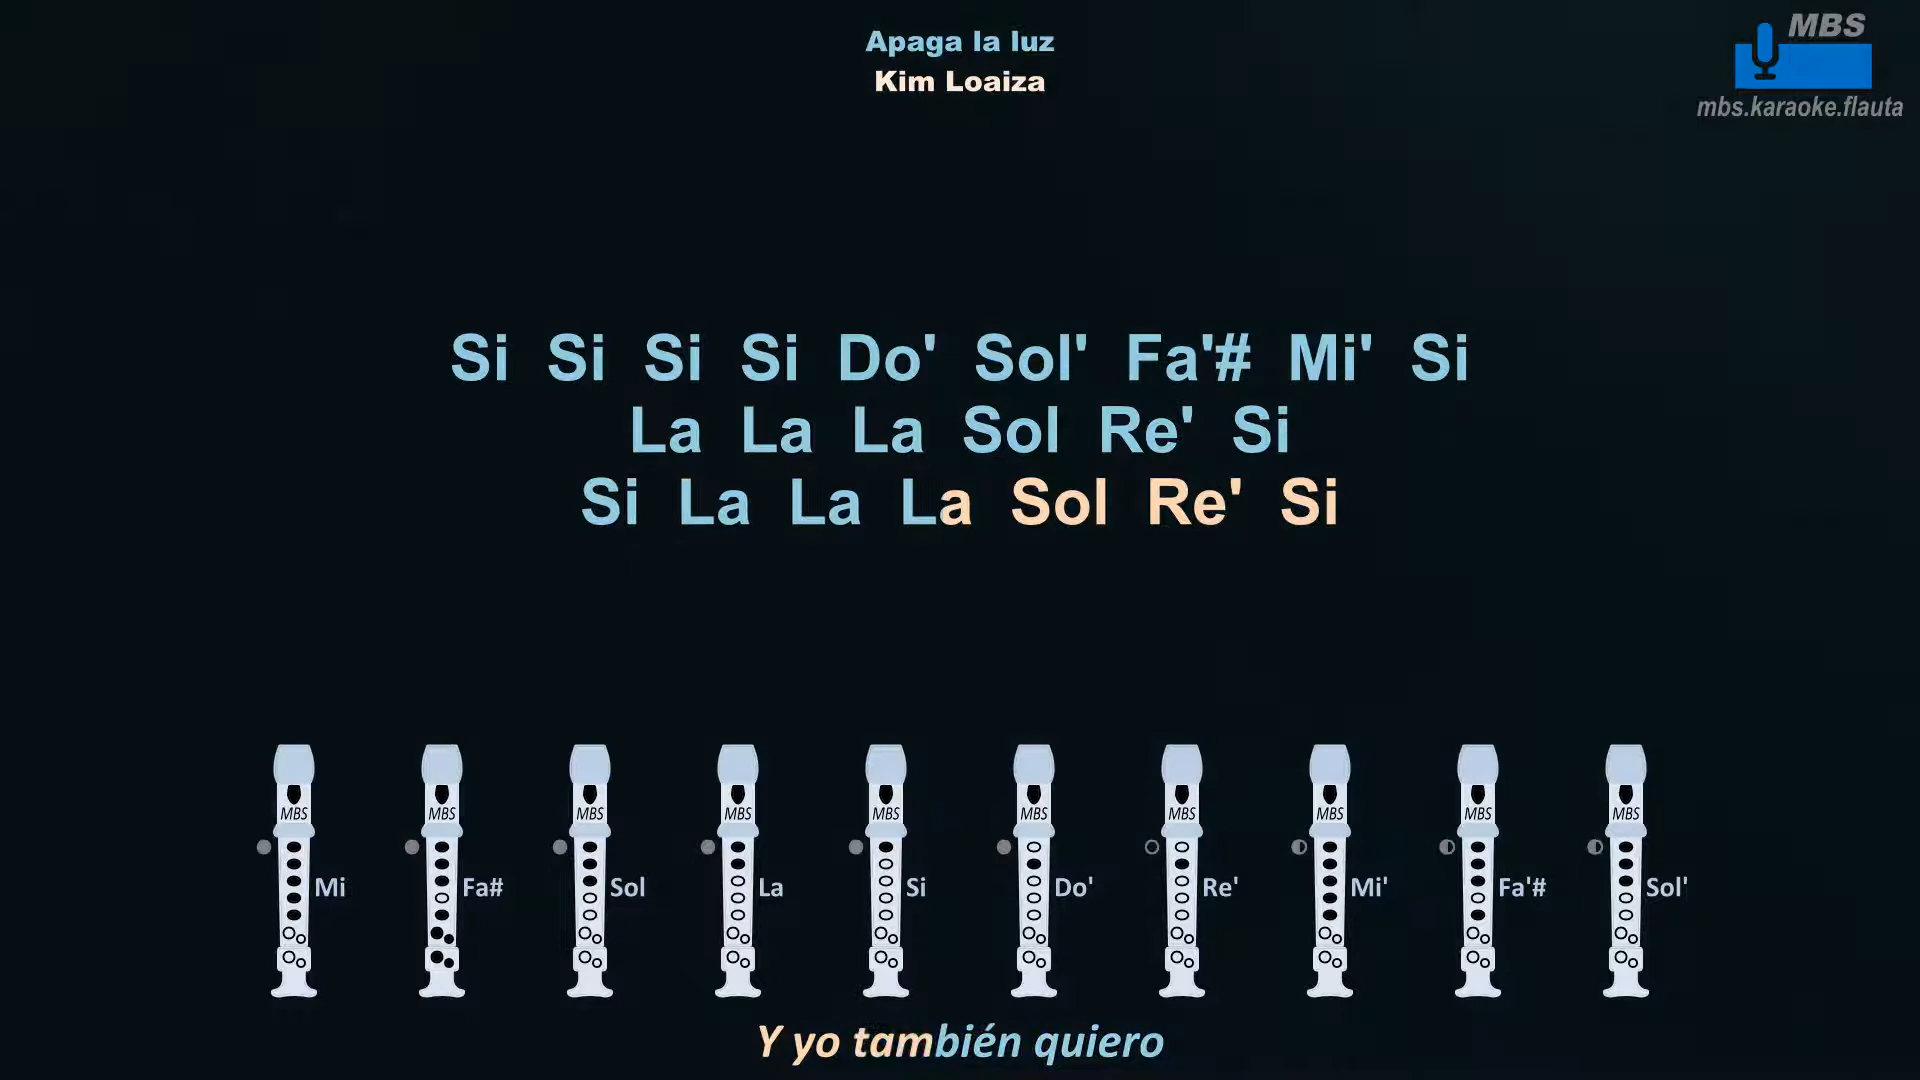 Apaga la luz
Kim Loaiza
MBS
mbs.karaoke.flauta
Si Si Si Si Do' Sol' Fa'# Mi' Si
La La La Sol Re' Si
Si La La La Sol Re' Si
MBS MBS MBS MBS MBS MBS MBS MBS MBS MBS
Mi Fa# Sol La Si Do' Re' Mi' Fa'# Sol'
Y yo también quiero